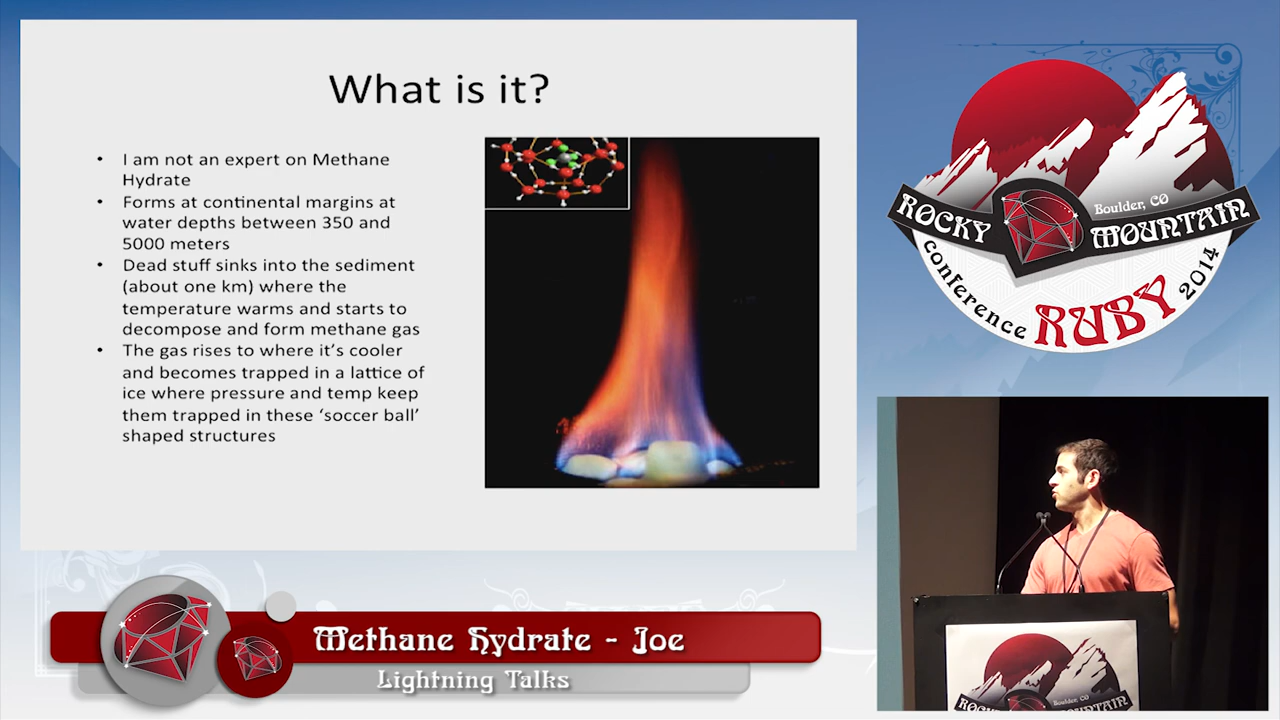 What is it?
• I am not an expert on Methane
Hydrate
• Forms at continental margins at
water depths between 350 and
5000 meters
• Dead stuff sinks into the sediment
(about one km) where the
temperature warms and starts to
decompose and form methane gas
• The gas rises to where it's cooler
and becomes trapped in a lattice of
ice where pressure and temp keep
them trapped in these 'soccer ball'
shaped structures
Boulder, CO
ROCKY MOUNTAIN
Conference RUBY 2014
Methane Hydrate - Joe
Lightning Talks
Boulder, CO
ROCKY MOUNTAIN